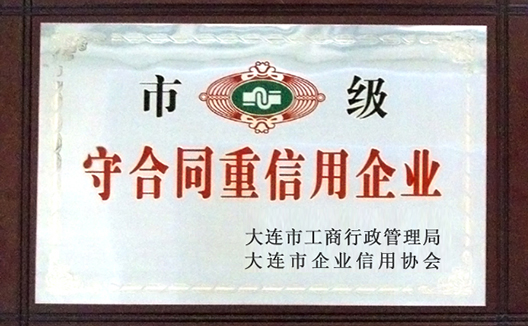 市 级
守合同重信用企业
大连市工商行政管理局
大连市企业信用协会